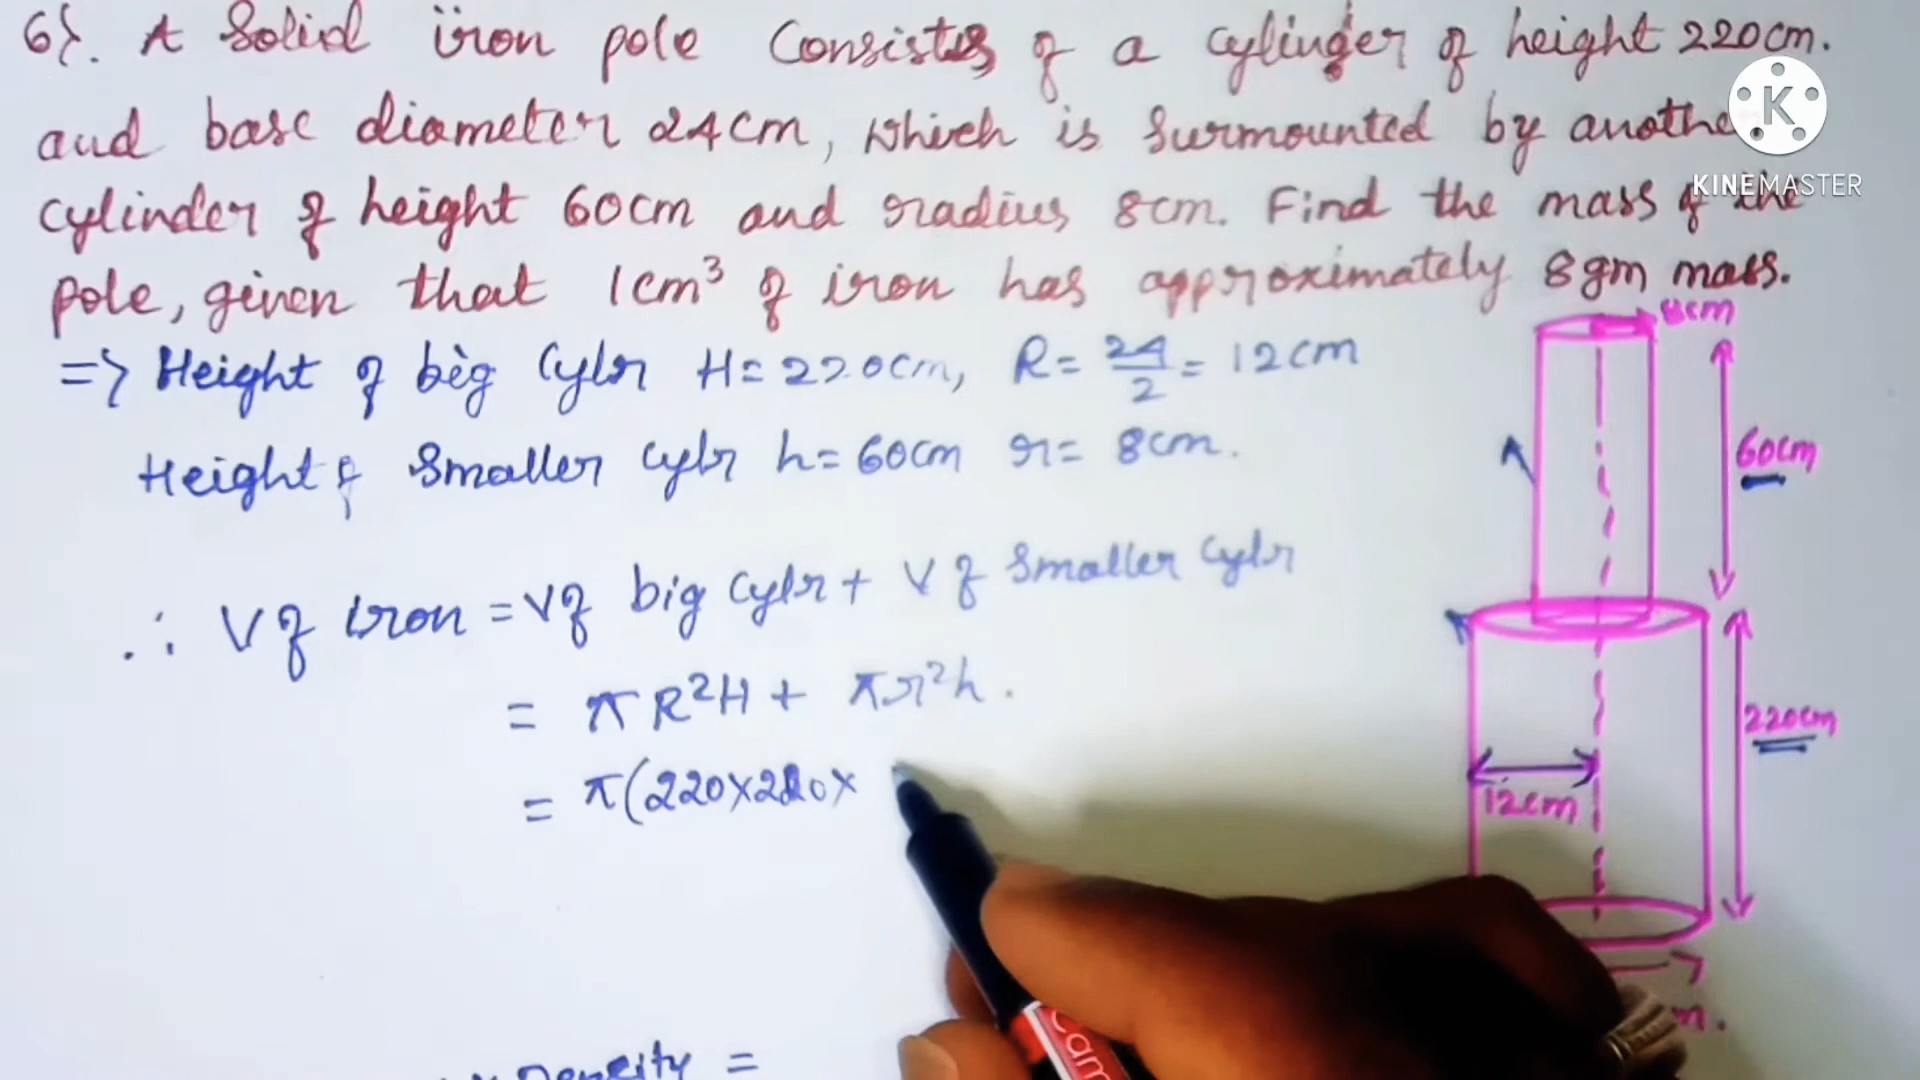 6}. A Solid iron pole Consists of a cylinder of height 220cm.
and base diameter 24cm, which is Surmounted by another
cylinder of height 60cm and radius 8cm. Find the mass of the
pole, given that 1cm³ of iron has approximately 8gm mass.
=> Height of big Cylr H= 220cm, R= 24/2 = 12cm
Height of Smaller Cylr h= 60cm r= 8cm.
∴ V of iron = V of big Cylr + V of Smaller Cylr
= πR²H + πr²h.
= π(220×220×
Density =
8cm
60cm
220cm
12cm
m.
K
KINEMASTER
Cam